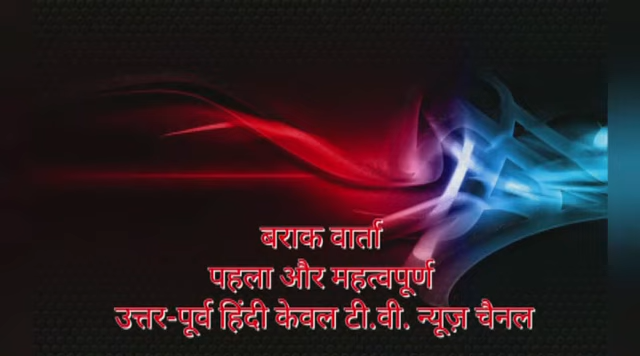 बराक वार्ता
पहला और महत्वपूर्ण
उत्तर-पूर्व हिंदी केवल टी.वी. न्यूज़ चैनल